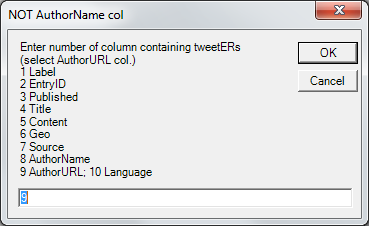 NOT AuthorName col
Enter number of column containing tweetERs
(select AuthorURL col.)
1 Label
2 EntryID
3 Published
4 Title
5 Content
6 Geo
7 Source
8 AuthorName
9 AuthorURL; 10 Language
OK
Cancel
9